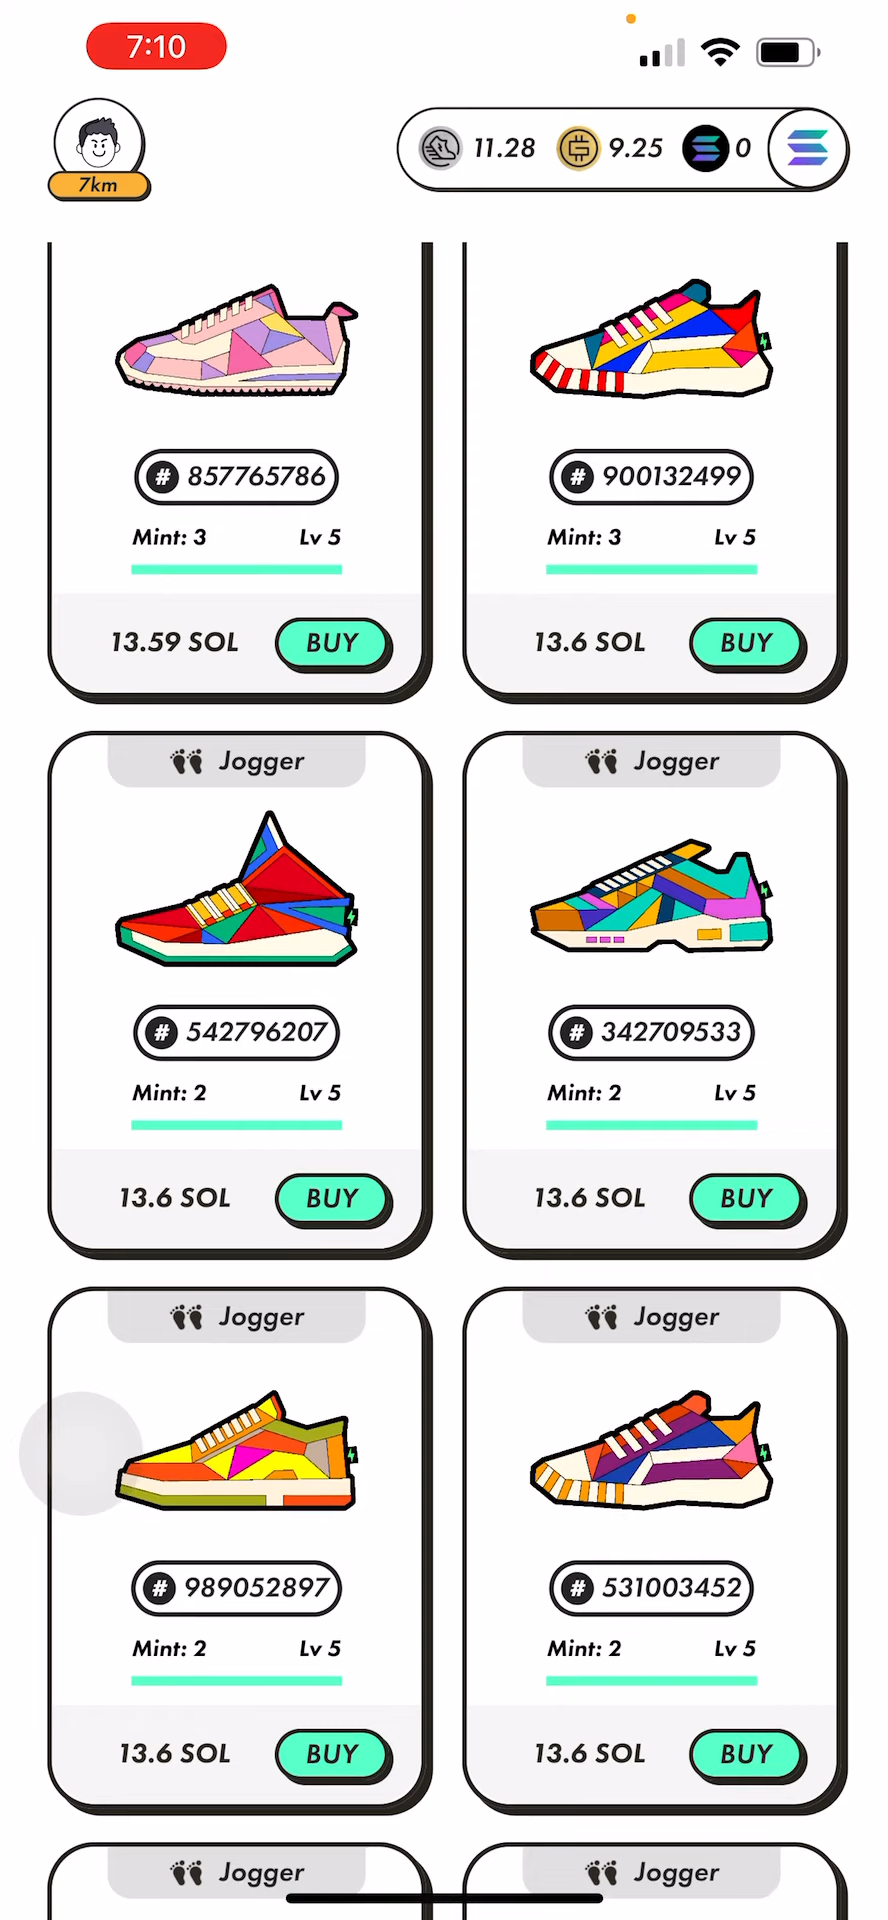 7:10
7km
11.28 9.25 0
# 857765786
Mint: 3 Lv 5
13.59 SOL BUY
# 900132499
Mint: 3 Lv 5
13.6 SOL BUY
Jogger
# 542796207
Mint: 2 Lv 5
13.6 SOL BUY
Jogger
# 342709533
Mint: 2 Lv 5
13.6 SOL BUY
Jogger
# 989052897
Mint: 2 Lv 5
13.6 SOL BUY
Jogger
# 531003452
Mint: 2 Lv 5
13.6 SOL BUY
Jogger
Jogger